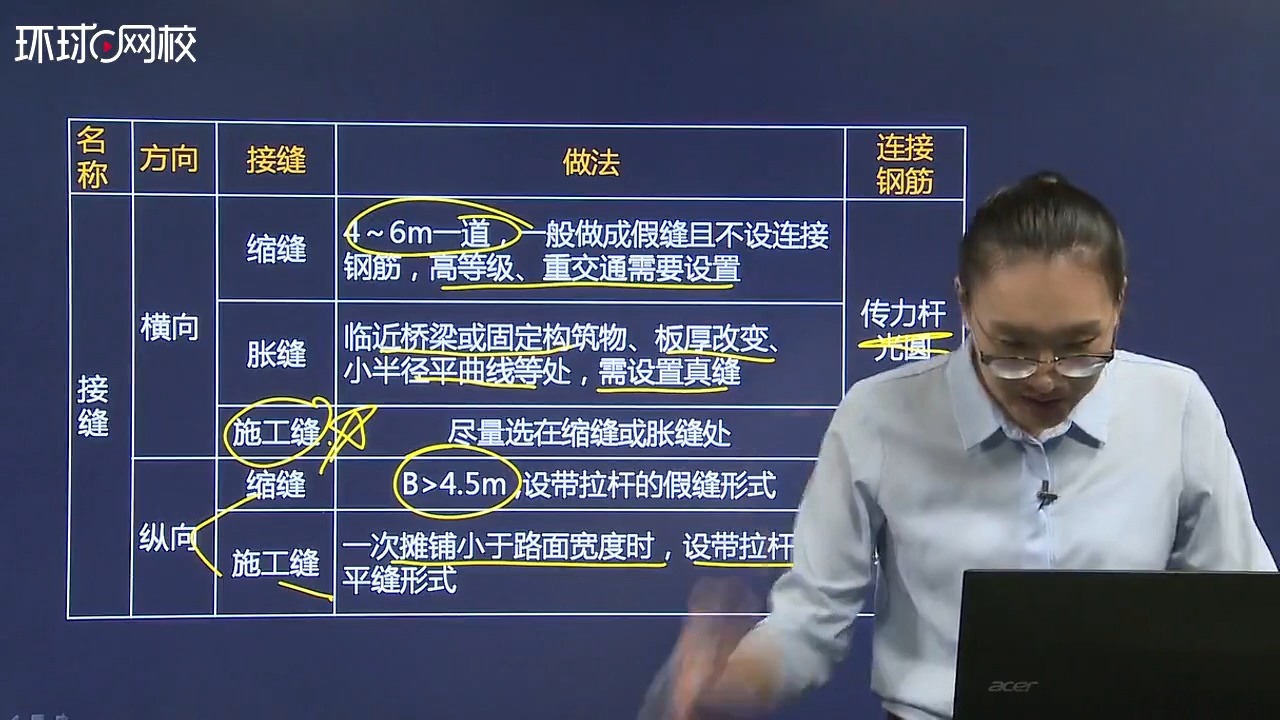 环球网校
名称
方向
接缝
做法
连接
钢筋
接缝
横向
缩缝
4～6m一道，一般做成假缝且不设连接
钢筋，高等级、重交通需要设置
传力杆
光圆
胀缝
临近桥梁或固定构筑物、板厚改变、
小半径平曲线等处，需设置真缝
施工缝
尽量选在缩缝或胀缝处
纵向
缩缝
B>4.5m,设带拉杆的假缝形式
施工缝
一次摊铺小于路面宽度时，设带拉杆
平缝形式
acer